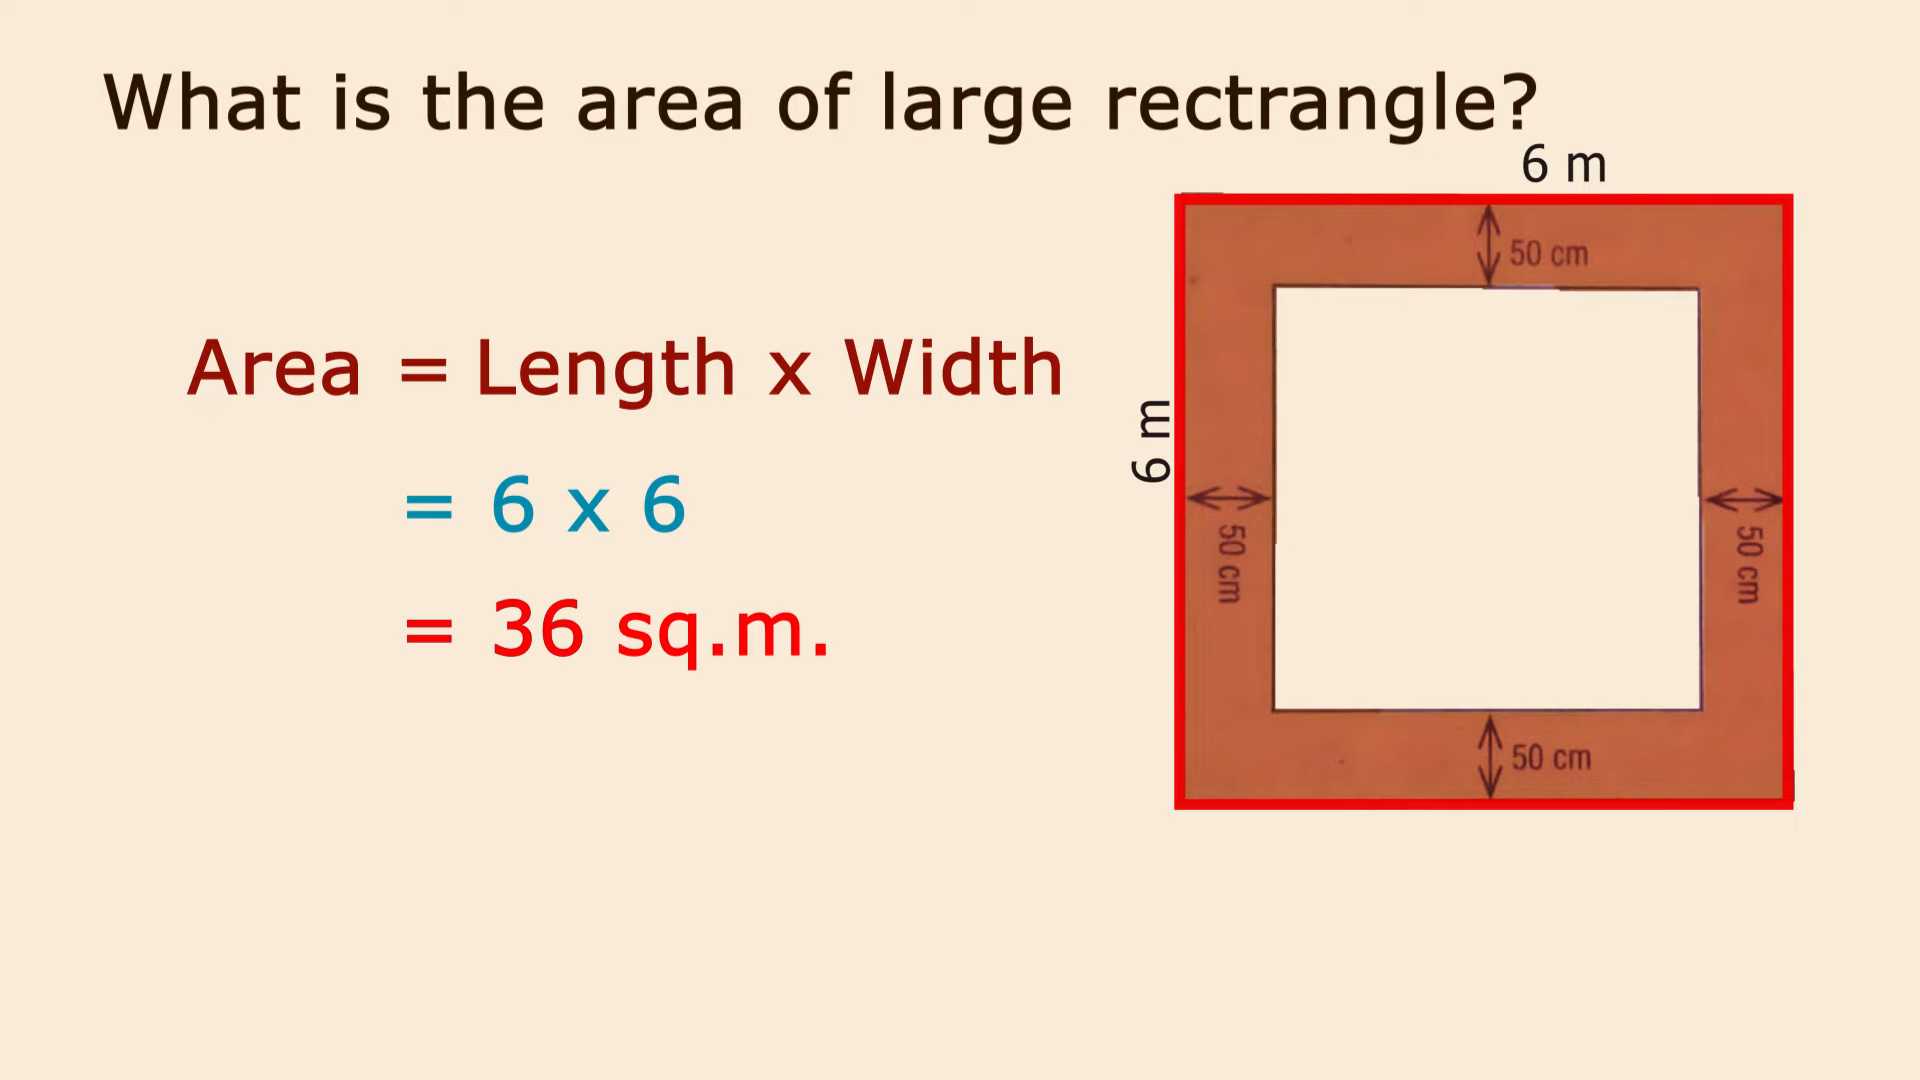 What is the area of large rectrangle?
6 m
50 cm
Area = Length x Width
6 m
= 6 x 6
50 cm
50 cm
= 36 sq.m.
50 cm